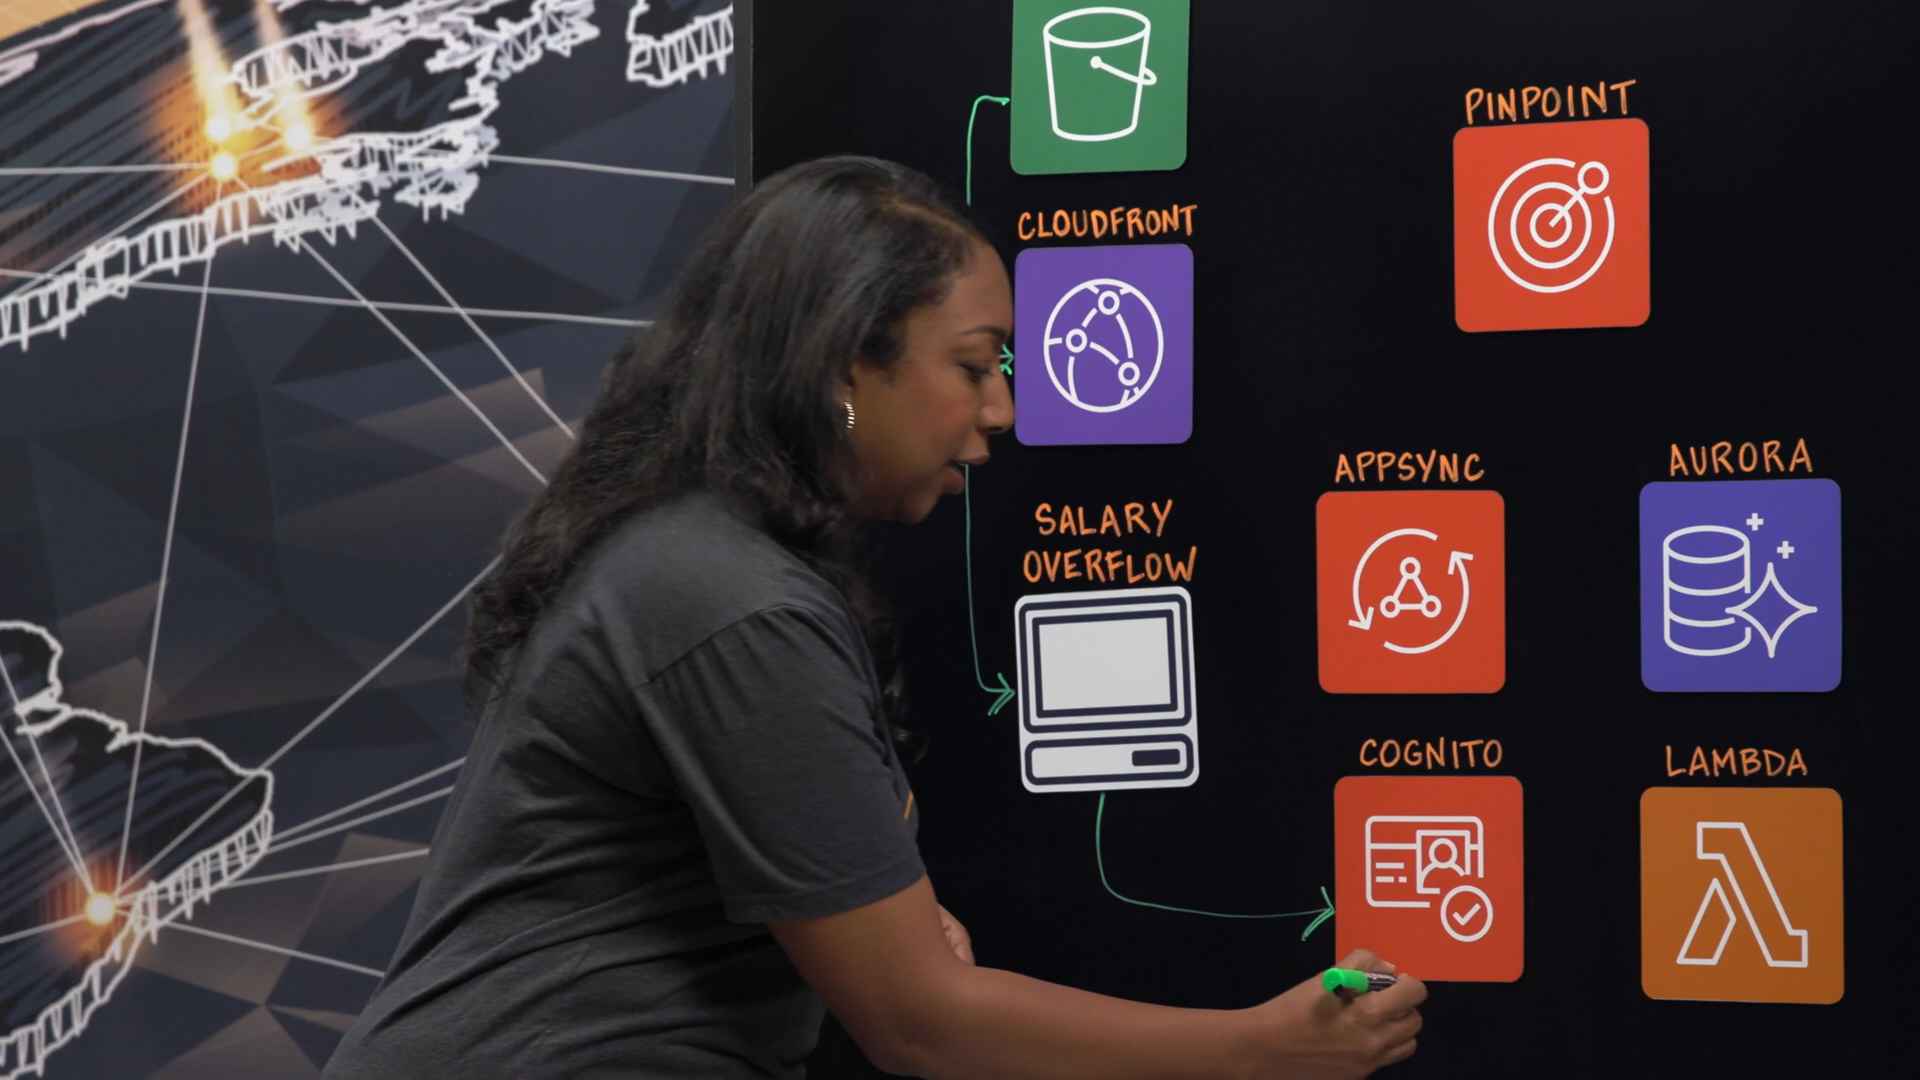 PINPOINT
CLOUDFRONT
APPSYNC
AURORA
SALARY
OVERFLOW
COGNITO
LAMBDA